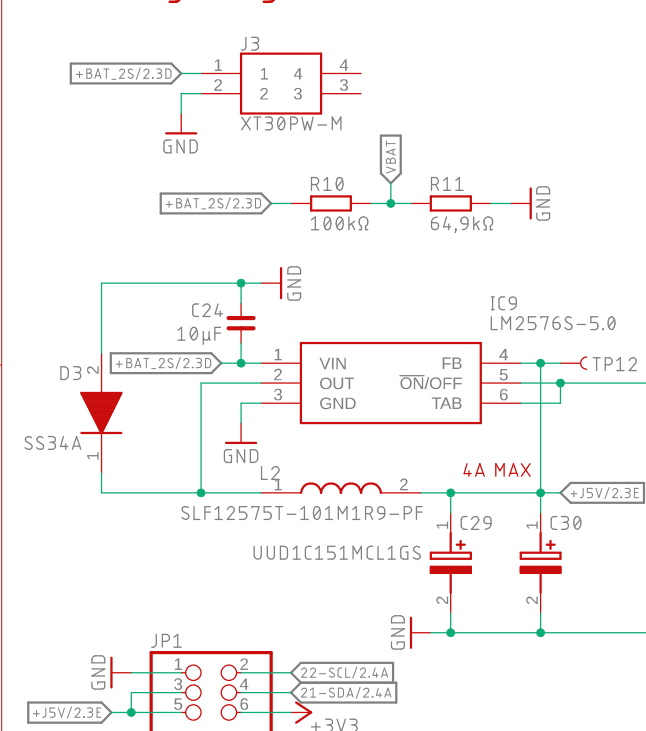 J3
+BAT_2S/2.3D
1
2
1 4
2 3
4
3
GND
XT30PW-M
VBAT
R10
R11
+BAT_2S/2.3D
100kΩ
64,9kΩ
GND
GND
C24
10µF
IC9
LM2576S-5.0
D3
2
+BAT_2S/2.3D
1
2
3
VIN FB
OUT ON/OFF
GND TAB
4
5
6
TP12
SS34A
1
GND
L2
1
2
4A MAX
+J5V/2.3E
SLF12575T-101M1R9-PF
1
C29
1
C30
+
+
UUD1C151MCL1GS
2
2
GND
JP1
GND
1
2
22-SCL/2.4A
3
4
21-SDA/2.4A
+J5V/2.3E
5
6
+3V3